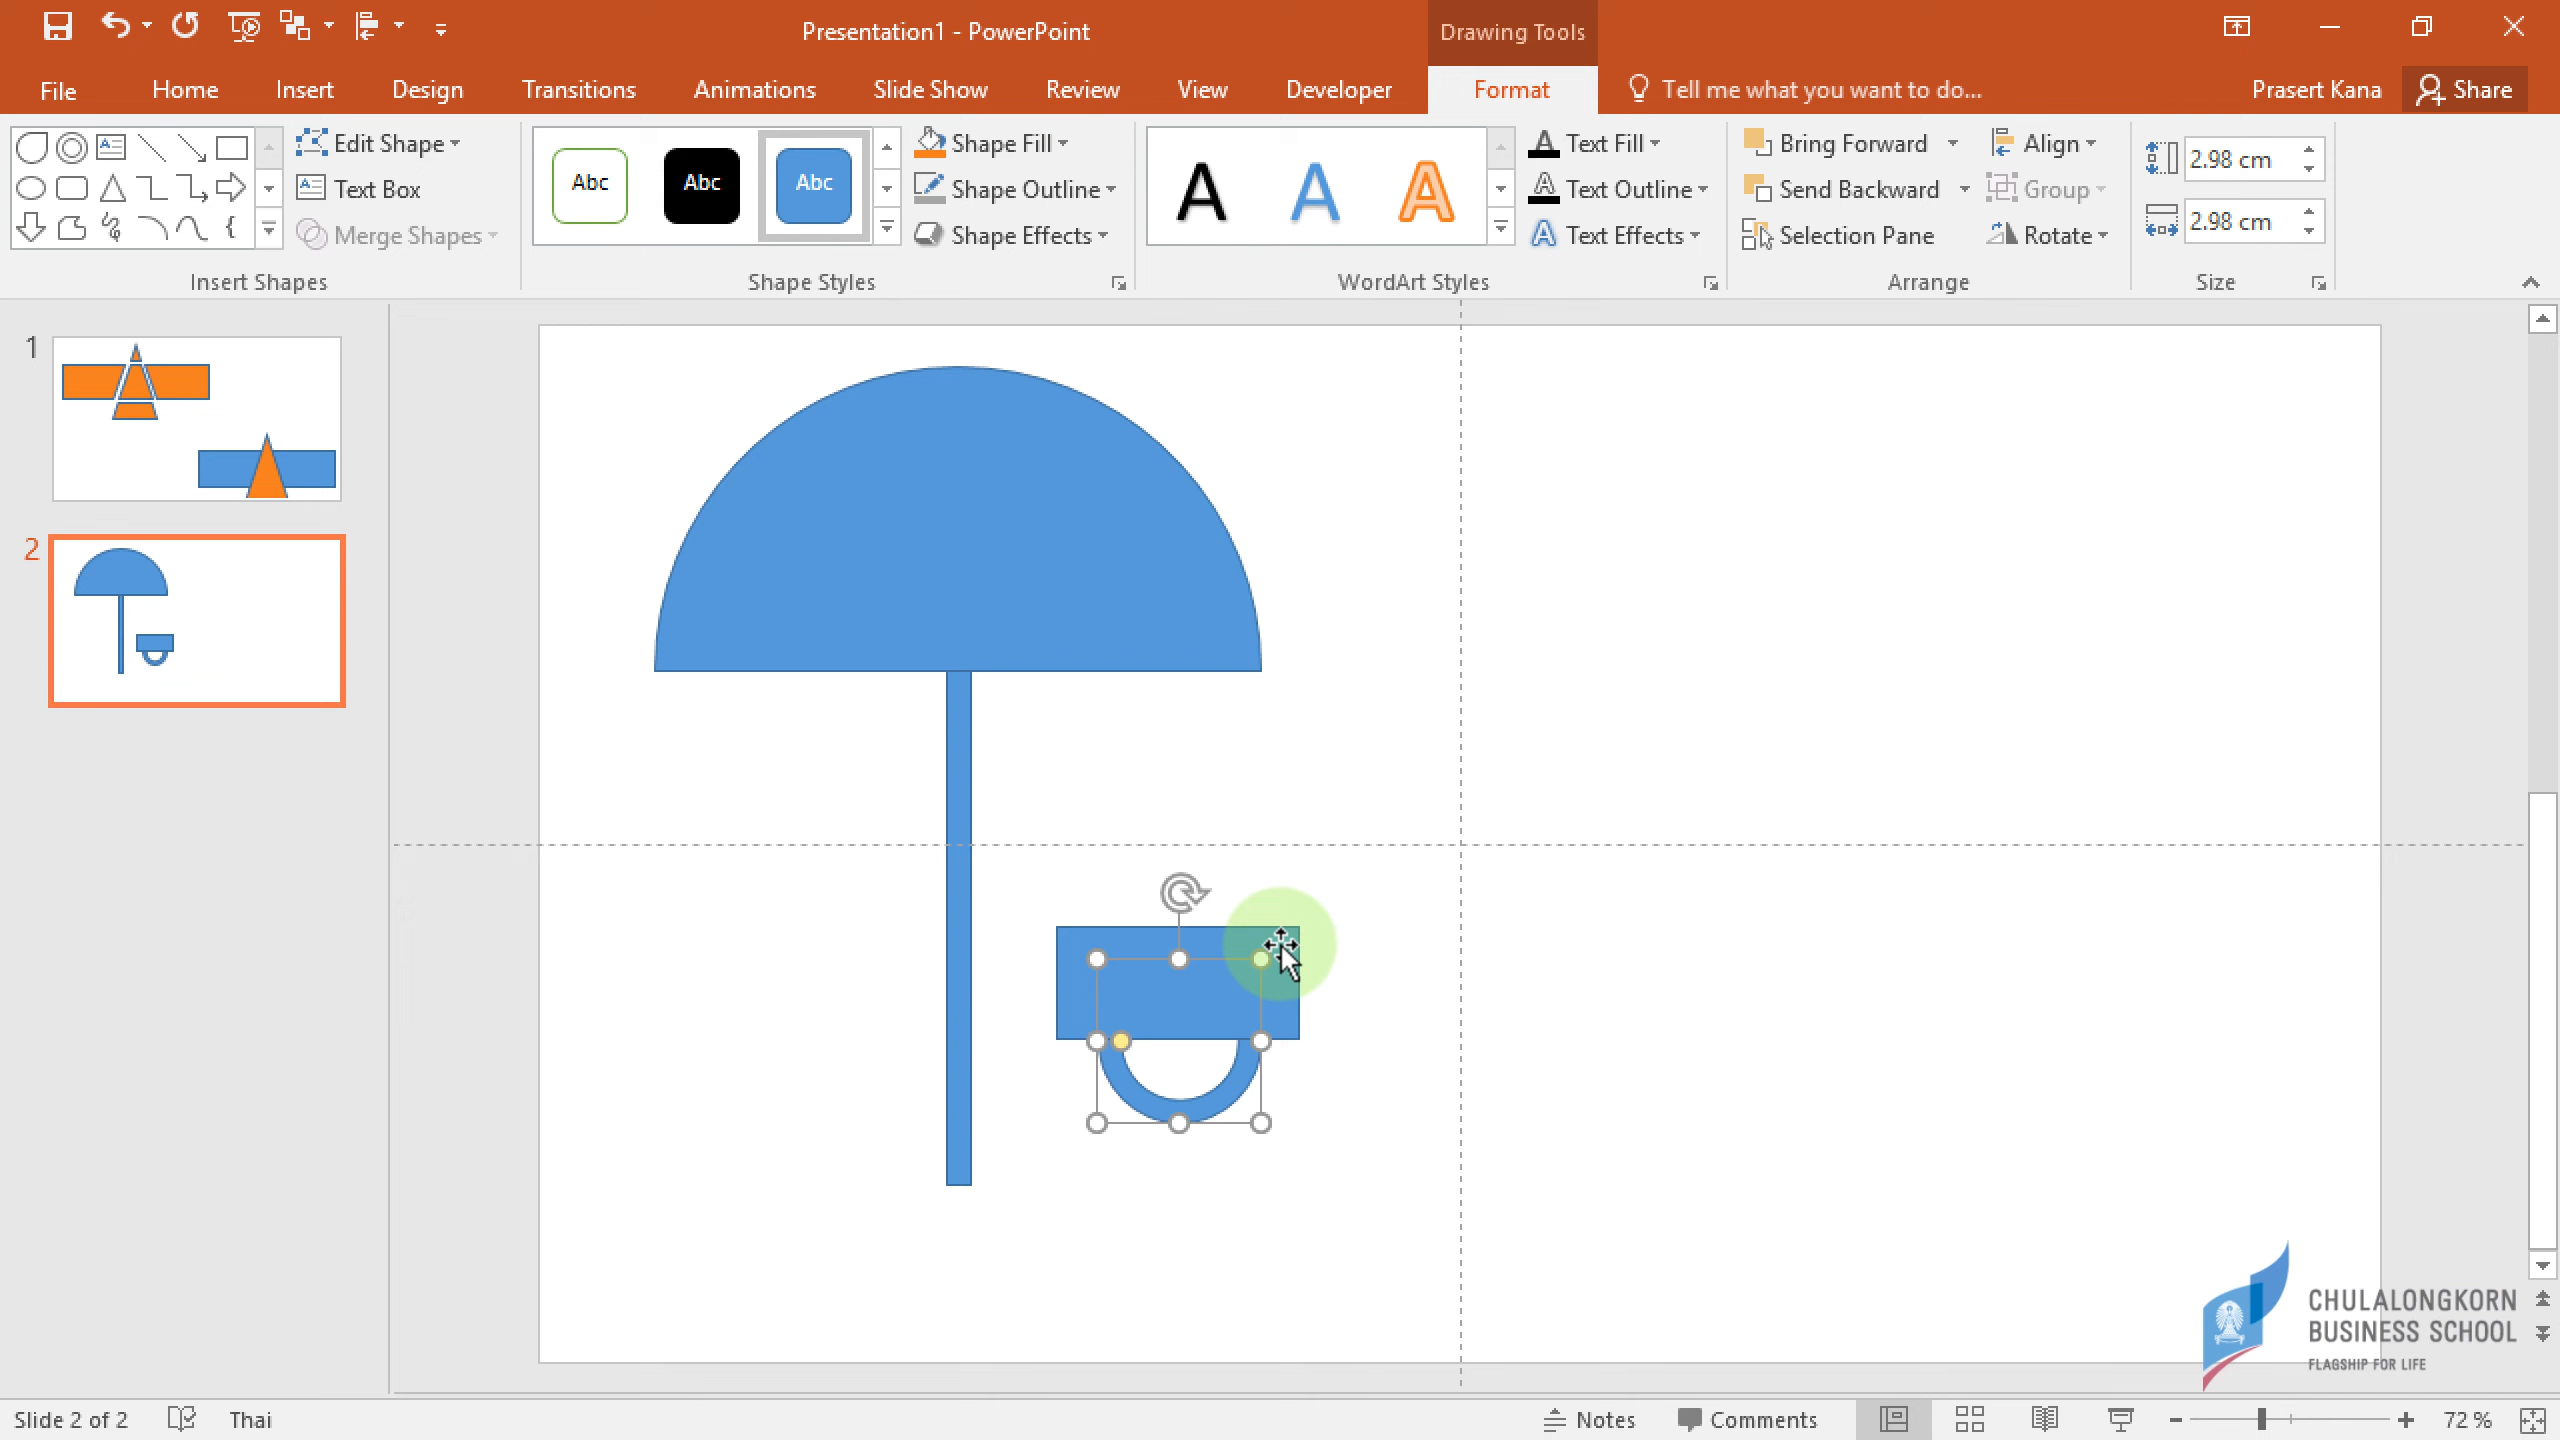 Presentation1 - PowerPoint
Drawing Tools
File Home Insert Design Transitions Animations Slide Show Review View Developer Format Tell me what you want to do... Prasert Kana Share
Edit Shape
Text Box
Merge Shapes
Insert Shapes
Abc Abc Abc
Shape Fill
Shape Outline
Shape Effects
Shape Styles
A A A
Text Fill
Text Outline
Text Effects
WordArt Styles
Bring Forward
Send Backward
Selection Pane
Align
Group
Rotate
Arrange
2.98 cm
2.98 cm
Size
1
2
CHULALONGKORN
BUSINESS SCHOOL
FLAGSHIP FOR LIFE
Slide 2 of 2 Thai Notes Comments 72 %